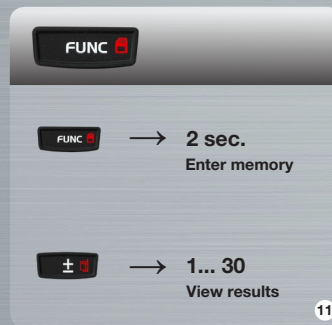 FUNC
FUNC → 2 sec.
Enter memory
± → 1... 30
View results
11